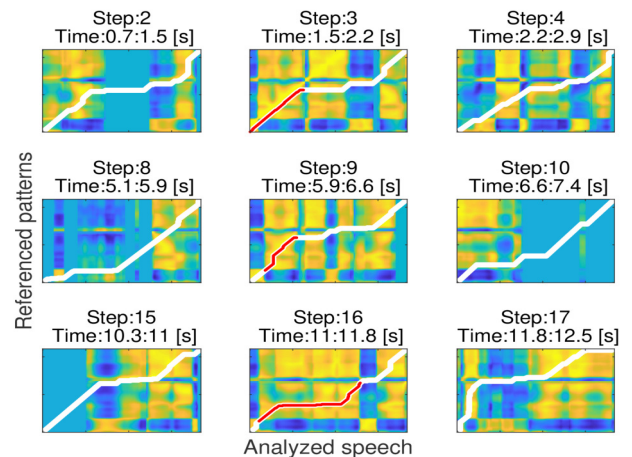 Step:2
Time:0.7:1.5 [s]
Step:3
Time:1.5:2.2 [s]
Step:4
Time:2.2:2.9 [s]
Step:8
Time:5.1:5.9 [s]
Step:9
Time:5.9:6.6 [s]
Step:10
Time:6.6:7.4 [s]
Step:15
Time:10.3:11 [s]
Step:16
Time:11:11.8 [s]
Step:17
Time:11.8:12.5 [s]
Referenced patterns
Analyzed speech